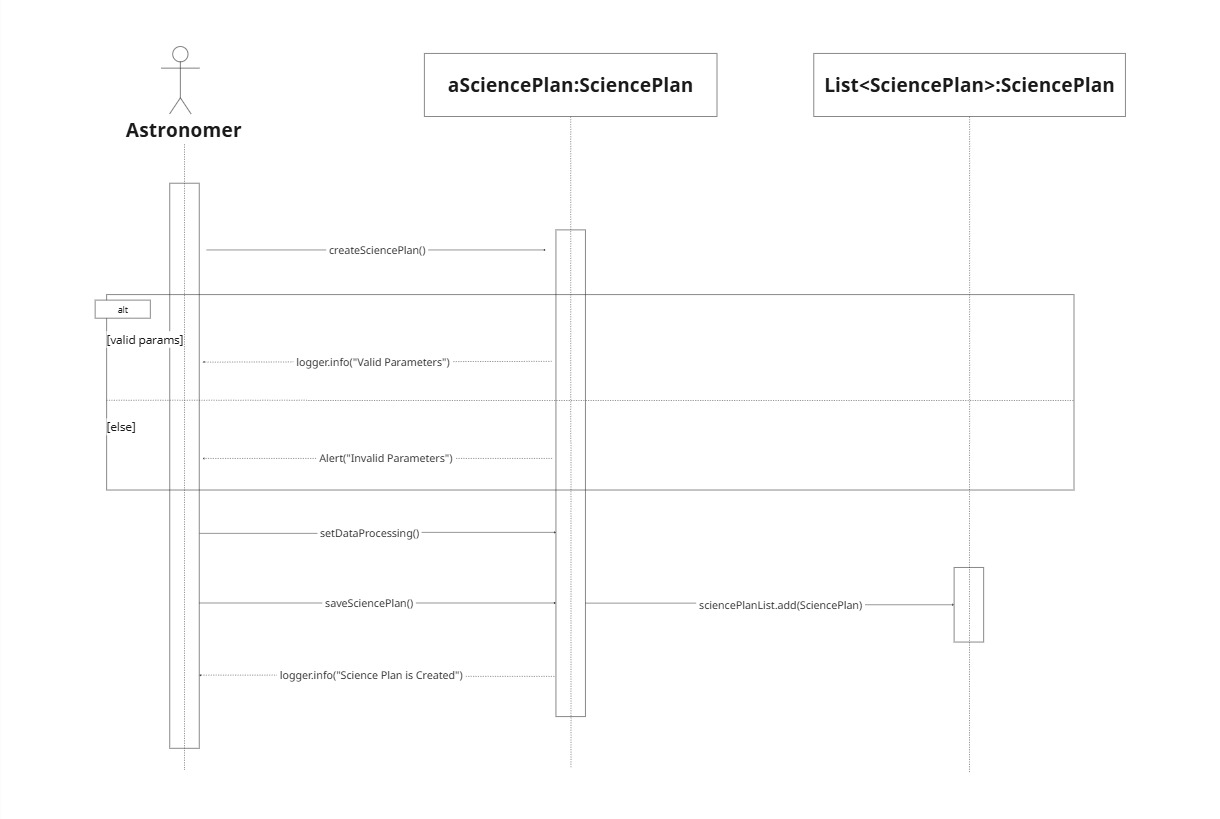 Astronomer
aSciencePlan:SciencePlan
List<SciencePlan>:SciencePlan
createSciencePlan()
alt
[valid params]
logger.info("Valid Parameters")
[else]
Alert("Invalid Parameters")
setDataProcessing()
saveSciencePlan()
sciencePlanList.add(SciencePlan)
logger.info("Science Plan is Created")